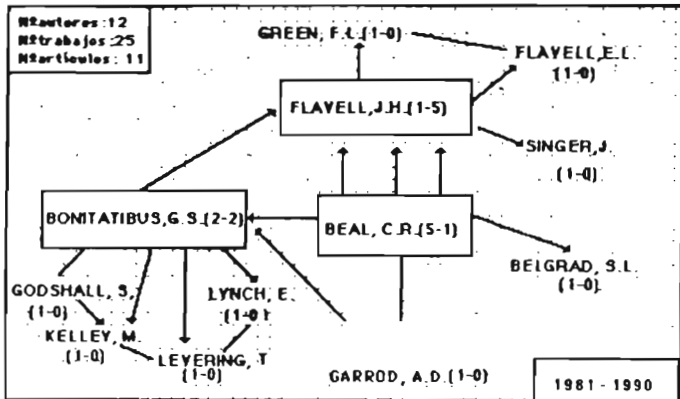 Nºautores:12
Nºtrabajos:25
Nºartículos: 11
GREEN, F.L.(1-0)
FLAVELL,E.L.
(1-0)
FLAVELL,J.H.(1-5)
SINGER,J.
(1-0)
BONITATIBUS,G.S.(2-2)
BEAL, C.R.(5-1)
BELGRAD, S.L.
(1-0)
GODSHALL, S,
(1-0)
LYNCH, E.
(1-0)
KELLEY, M.
(1-0)
LEVERING, T
(1-0)
GARROD, A.D.(1-0)
1981 - 1990